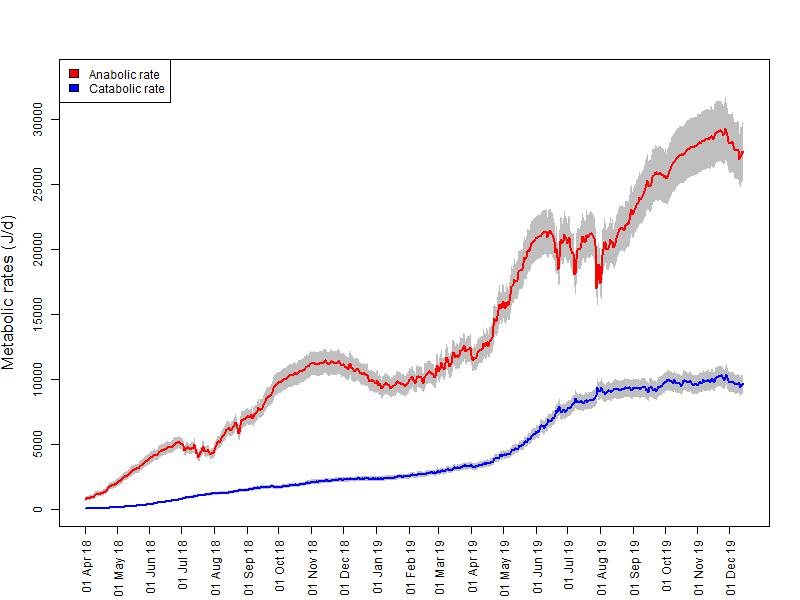 Anabolic rate
Catabolic rate
Metabolic rates (J/d)
30000
25000
20000
15000
10000
5000
0
01 Apr 18
01 May 18
01 Jun 18
01 Jul 18
01 Aug 18
01 Sep 18
01 Oct 18
01 Nov 18
01 Dec 18
01 Jan 19
01 Feb 19
01 Mar 19
01 Apr 19
01 May 19
01 Jun 19
01 Jul 19
01 Aug 19
01 Sep 19
01 Oct 19
01 Nov 19
01 Dec 19